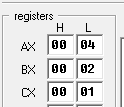 registers
H L
AX 00 04
BX 00 02
CX 00 01